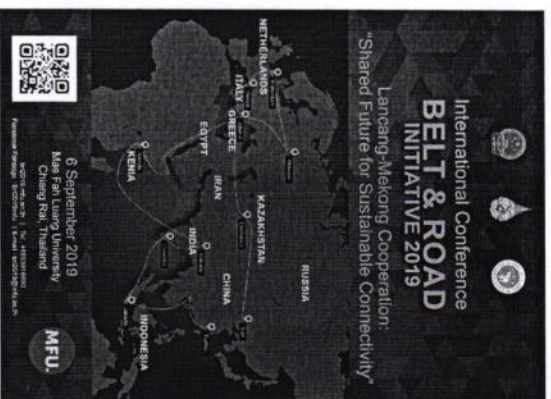 International Conference
BELT & ROAD
INITIATIVE 2019
Lancang-Mekong Cooperation:
"Shared Future for Sustainable Connectivity"
NETHERLANDS
ITALY
GREECE
EGYPT
KENIA
IRAN
KAZAKHSTAN
RUSSIA
INDIA
CHINA
INDONESIA
6 September 2019
Mae Fah Luang University
Chiang Rai, Thailand
MFU.